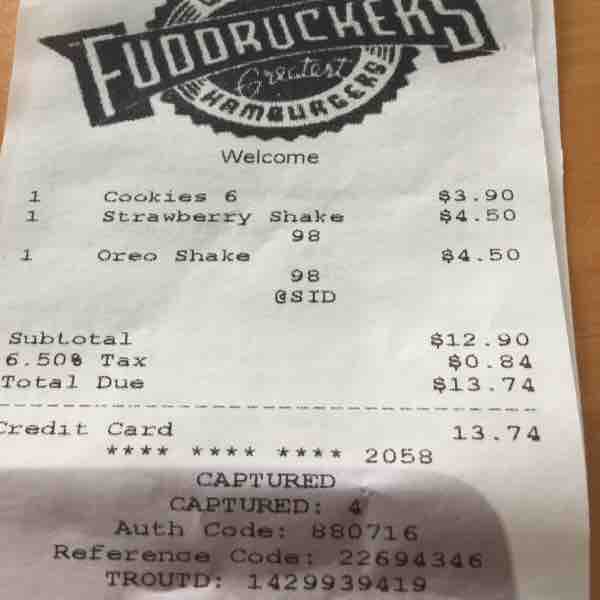 FUDDRUCKERS
Greatest
HAMBURGERS
Welcome
1 Cookies 6 $3.90
1 Strawberry Shake $4.50
98
1 Oreo Shake $4.50
98
@SID
Subtotal $12.90
6.50% Tax $0.84
Total Due $13.74
Credit Card 13.74
**** **** **** 2058
CAPTURED
CAPTURED: 4
Auth Code: 880716
Reference Code: 22694346
TROUTD: 1429939419